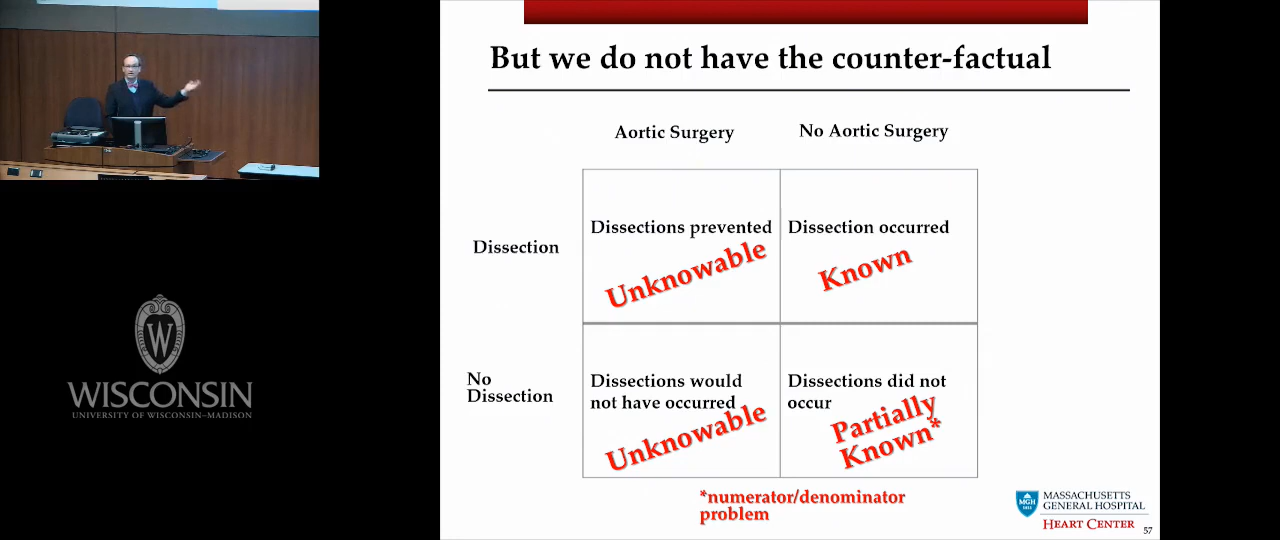 But we do not have the counter-factual
Aortic Surgery
No Aortic Surgery
Dissection
Dissections prevented
Unknowable
Dissection occurred
Known
No
Dissection
Dissections would
not have occurred
Unknowable
Dissections did not
occur
Partially
Known*
*numerator/denominator
problem
W
WISCONSIN
UNIVERSITY OF WISCONSIN–MADISON
MGH
1811
MASSACHUSETTS
GENERAL HOSPITAL
HEART CENTER
57